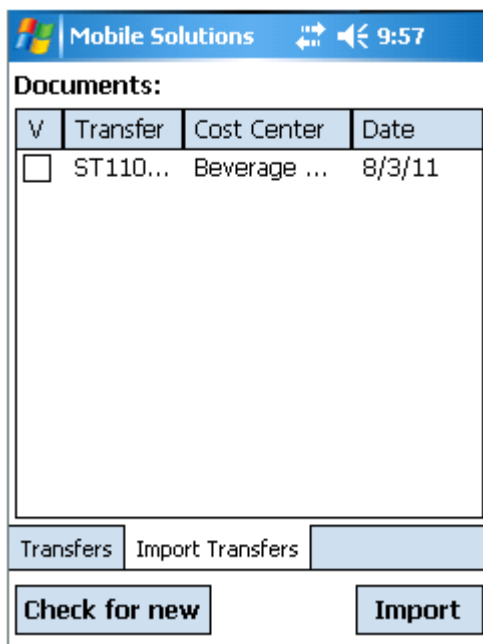 Mobile Solutions 9:57
Documents:
V Transfer Cost Center Date
ST110... Beverage ... 8/3/11
Transfers Import Transfers
Check for new Import